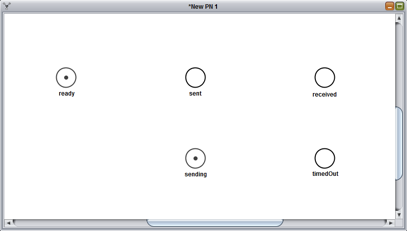 *New PN 1
ready
sent
received
sending
timedOut